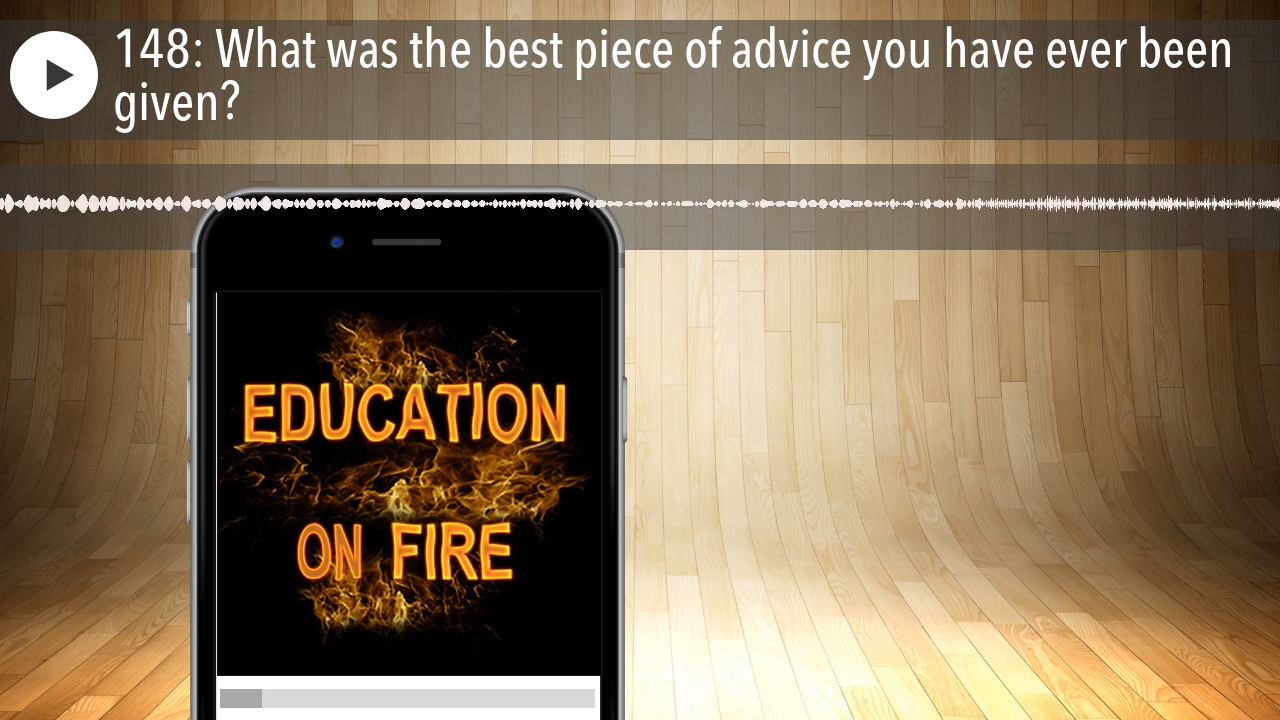 148: What was the best piece of advice you have ever been
given?
EDUCATION
ON FIRE